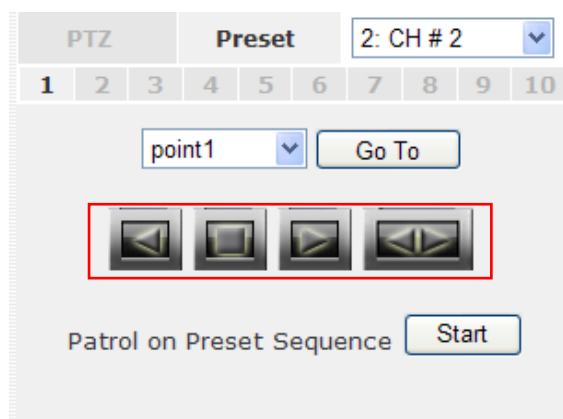 PTZ Preset 2: CH # 2
1 2 3 4 5 6 7 8 9 10
point1 Go To
Patrol on Preset Sequence Start